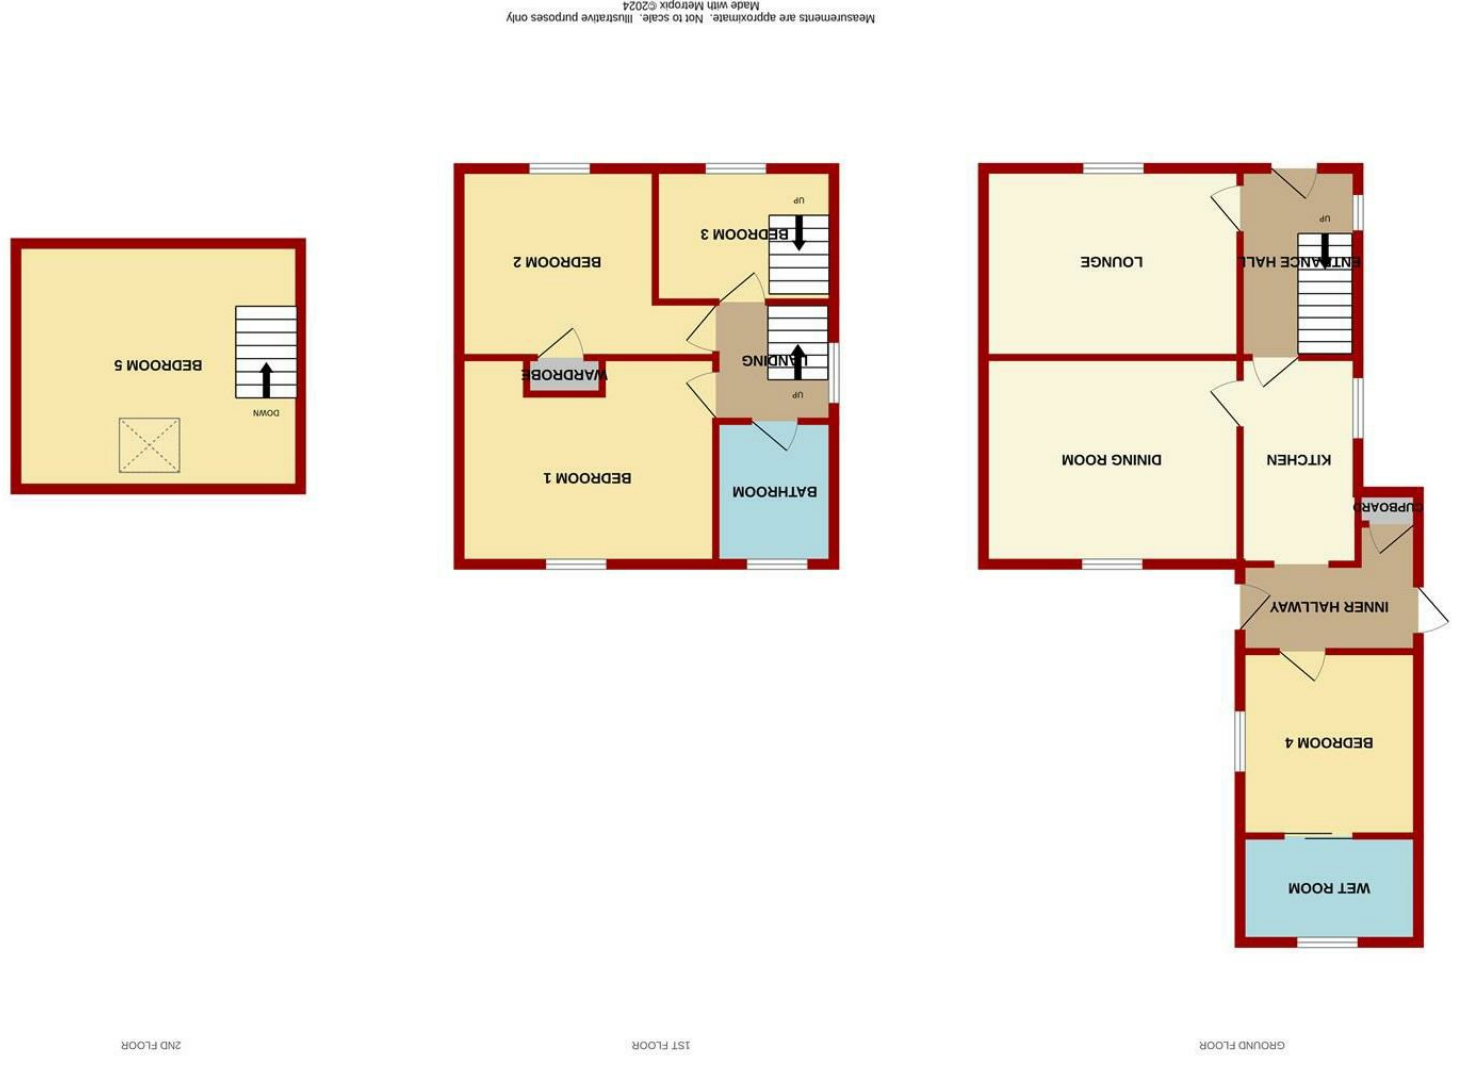 GROUND FLOOR
1ST FLOOR
2ND FLOOR
WET ROOM
BEDROOM 4
INNER HALLWAY
CUPBOARD
KITCHEN
DINING ROOM
ENTRANCE HALL
UP
LOUNGE
BATHROOM
BEDROOM 1
WARDROBE
UP
LANDING
BEDROOM 2
BEDROOM 3
UP
DOWN
BEDROOM 5
Measurements are approximate. Not to scale. Illustrative purposes only
Made with Metropix ©2024